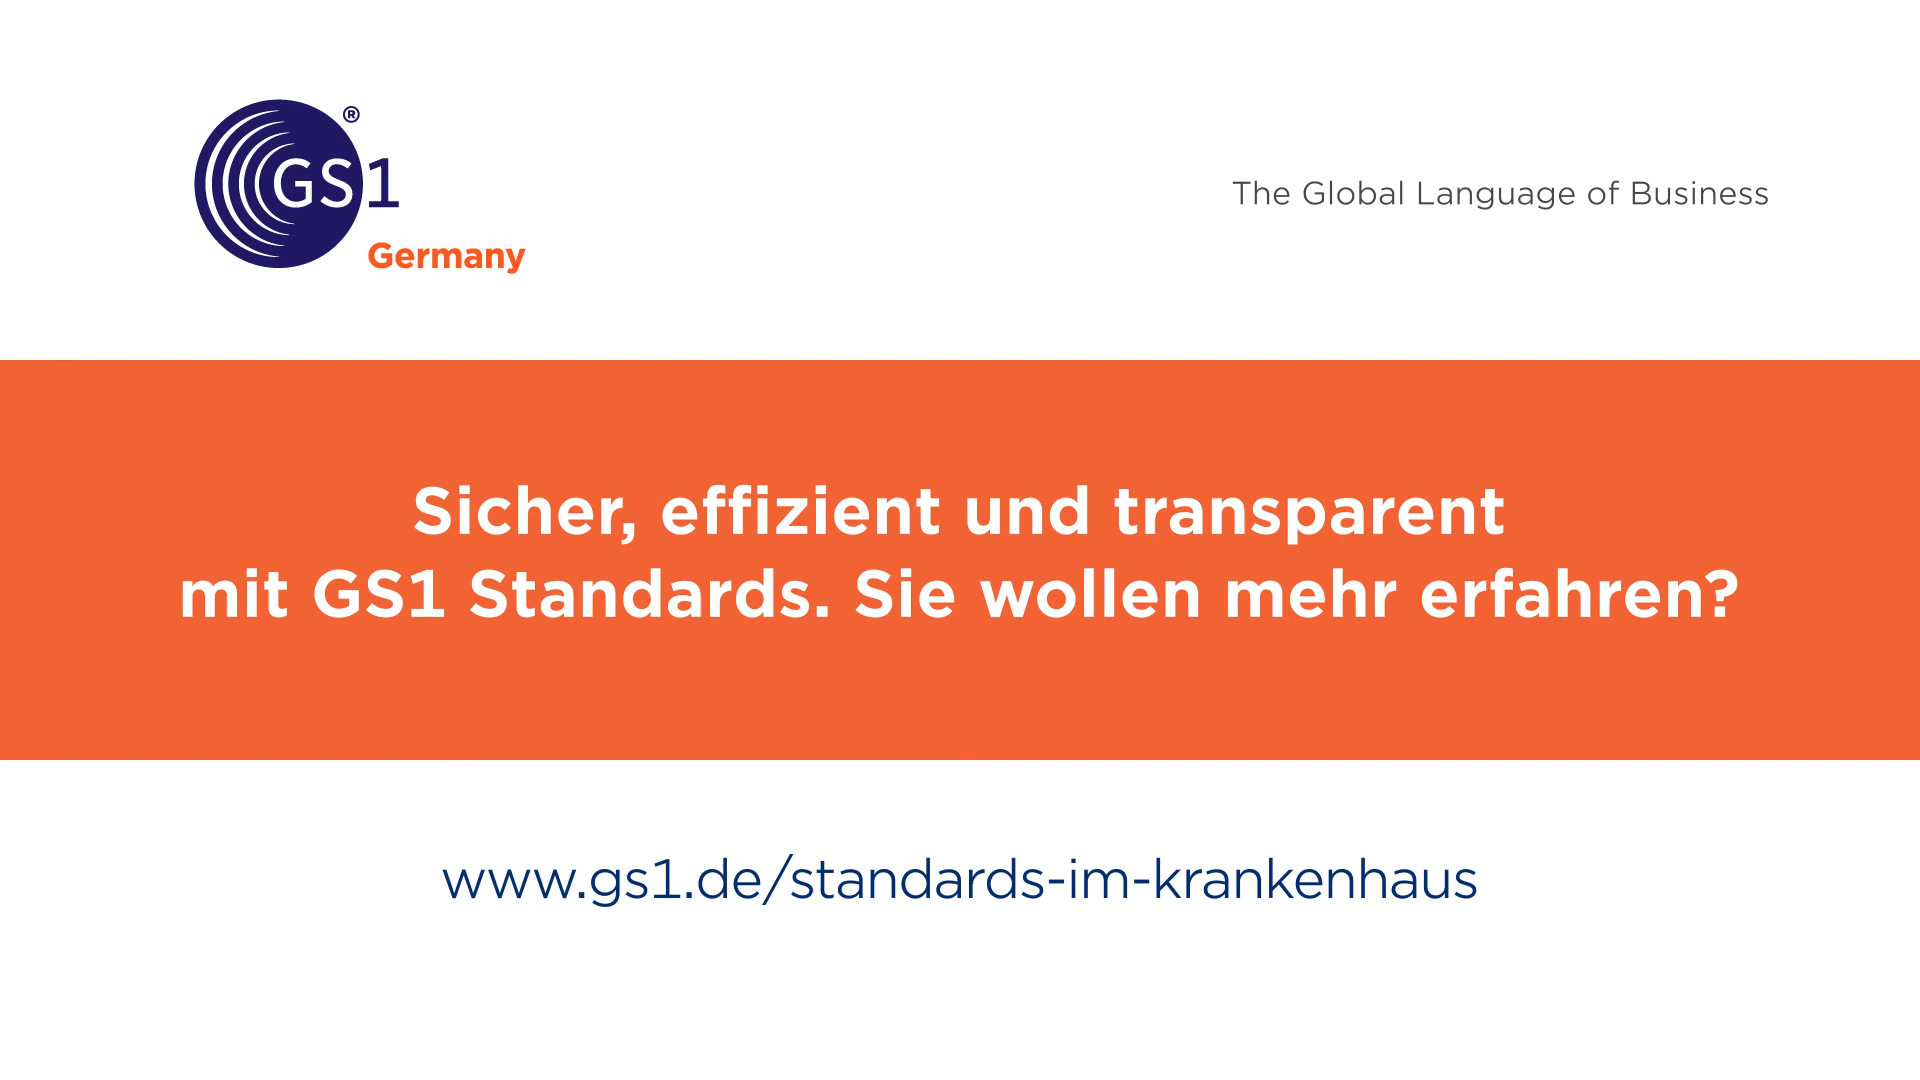 GS1®
Germany
The Global Language of Business
Sicher, effizient und transparent
mit GS1 Standards. Sie wollen mehr erfahren?
www.gs1.de/standards-im-krankenhaus